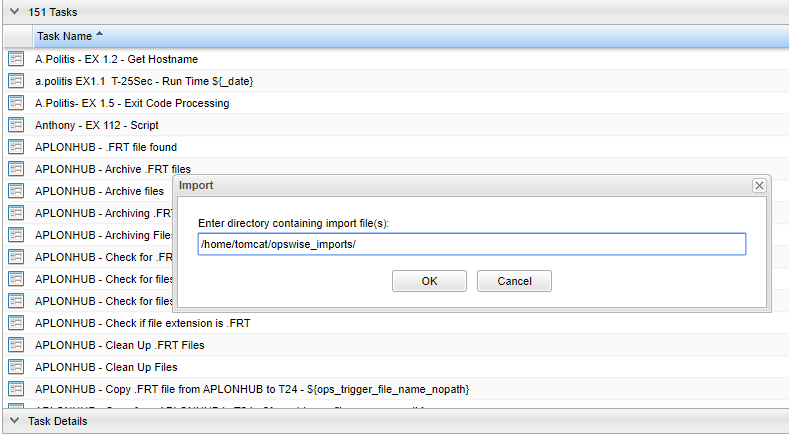 151 Tasks
Task Name
A.Politis - EX 1.2 - Get Hostname
a.politis EX1.1 T-25Sec - Run Time ${_date}
A.Politis- EX 1.5 - Exit Code Processing
Anthony - EX 112 - Script
APLONHUB - .FRT file found
APLONHUB - Archive .FRT files
APLONHUB - Archive files
APLONHUB - Archiving .FRT
APLONHUB - Archiving Files
APLONHUB - Check for .FR
APLONHUB - Check for files
APLONHUB - Check for files
APLONHUB - Check if file extension is .FRT
APLONHUB - Clean Up .FRT Files
APLONHUB - Clean Up Files
APLONHUB - Copy .FRT file from APLONHUB to T24 - ${ops_trigger_file_name_nopath}
Import
Enter directory containing import file(s):
/home/tomcat/opswise_imports/
OK Cancel
Task Details